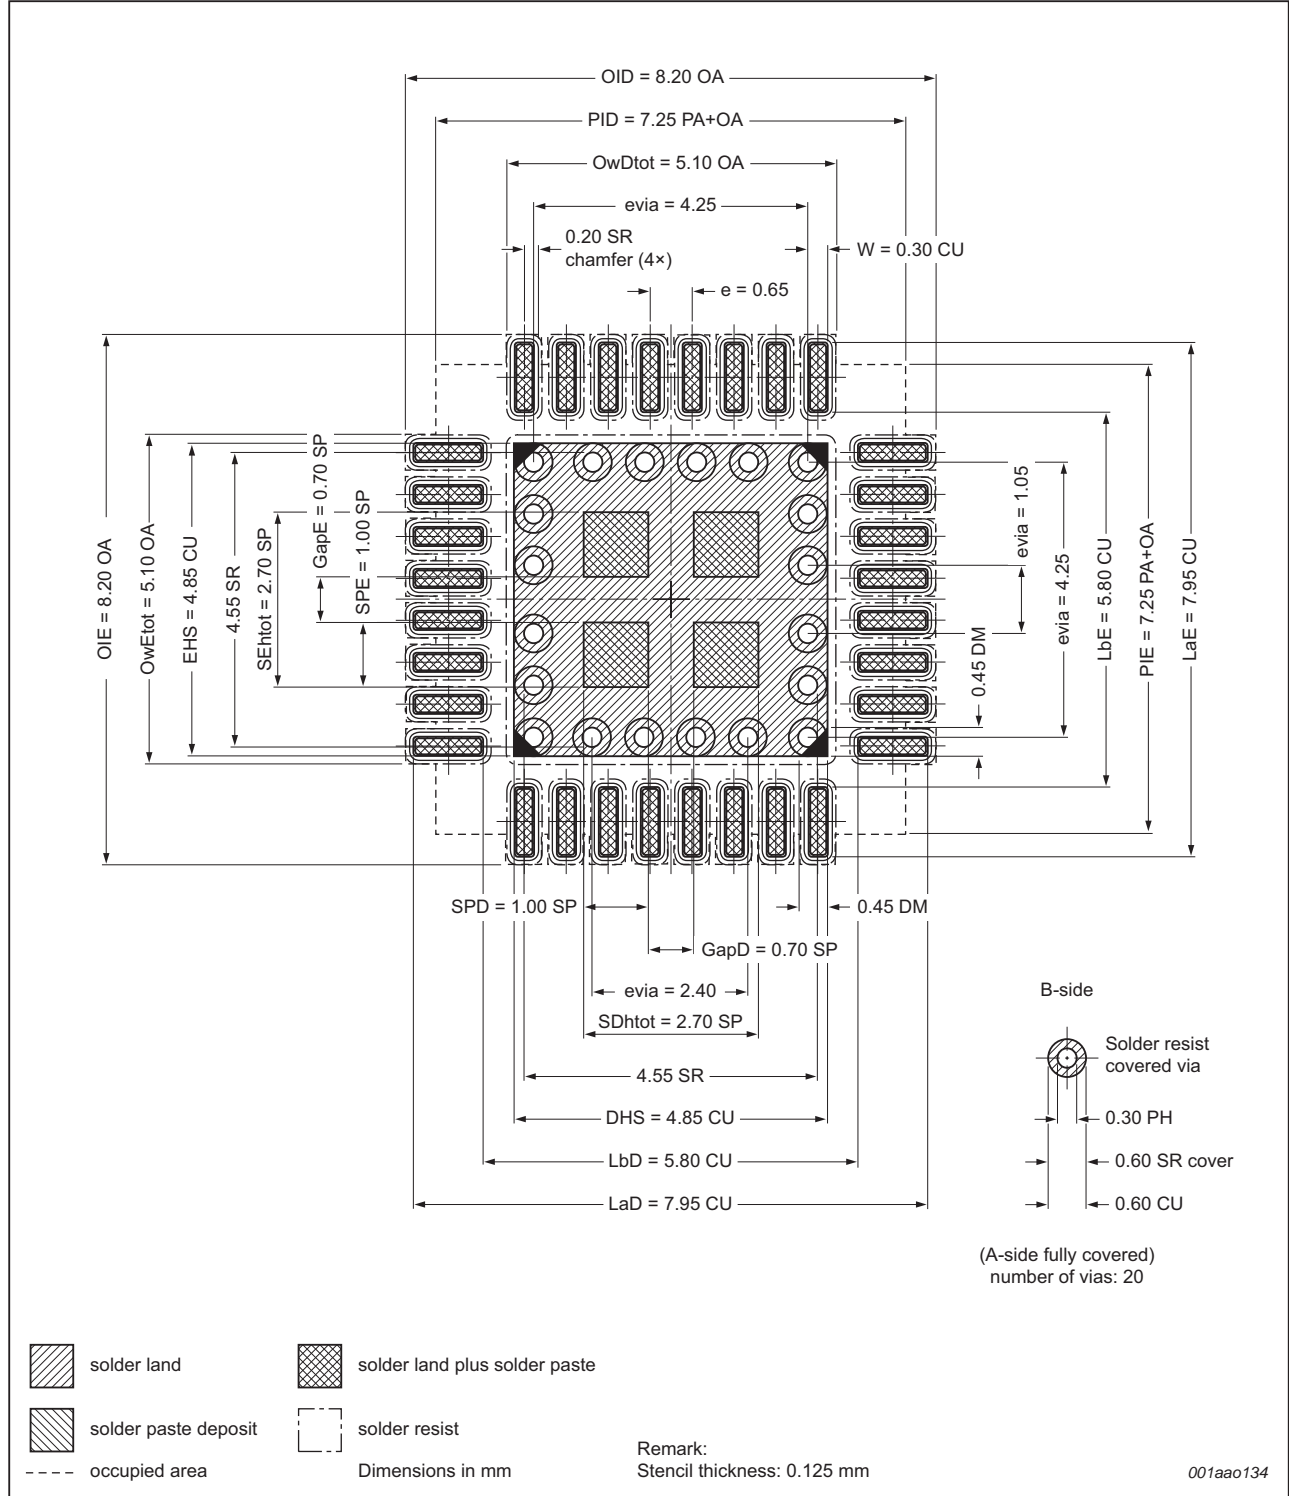 OID = 8.20 OA
PID = 7.25 PA+OA
OwDtot = 5.10 OA
evia = 4.25
0.20 SR
chamfer (4×)
W = 0.30 CU
e = 0.65
OIE = 8.20 OA
OwEtot = 5.10 OA
EHS = 4.85 CU
4.55 SR
SEhtot = 2.70 SP
GapE = 0.70 SP
SPE = 1.00 SP
0.45 DM
evia = 1.05
evia = 4.25
LbE = 5.80 CU
PIE = 7.25 PA+OA
LaE = 7.95 CU
SPD = 1.00 SP
0.45 DM
GapD = 0.70 SP
evia = 2.40
SDhtot = 2.70 SP
4.55 SR
DHS = 4.85 CU
LbD = 5.80 CU
LaD = 7.95 CU
B-side
Solder resist
covered via
0.30 PH
0.60 SR cover
0.60 CU
(A-side fully covered)
number of vias: 20
solder land
solder land plus solder paste
solder paste deposit
solder resist
occupied area
Dimensions in mm
Remark:
Stencil thickness: 0.125 mm
001aao134